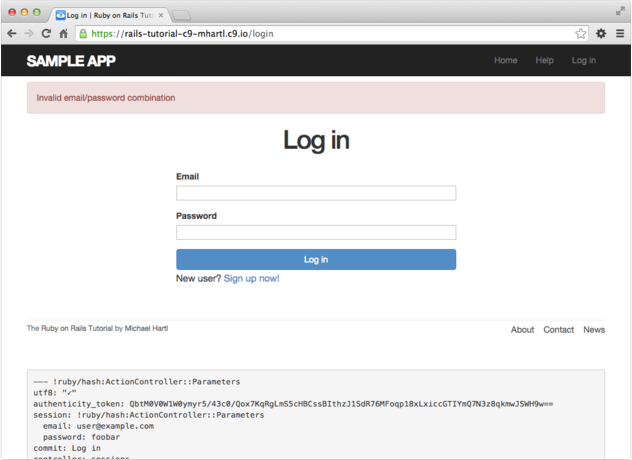 Log in | Ruby on Rails Tuto
https://rails-tutorial-c9-mhartl.c9.io/login
SAMPLE APP Home Help Log in
Invalid email/password combination
Log in
Email
Password
Log in
New user? Sign up now!
The Ruby on Rails Tutorial by Michael Hartl About Contact News
--- !ruby/hash:ActionController::Parameters
utf8: "✓"
authenticity_token: QbtM0V0W1W0ymyr5/43c0/Qox7KqRgLmS5cHBCssBIthzJ1SdR76MFoqp18xLxiccGTIYmQ7N3z8qkmwJSWH9w==
session: !ruby/hash:ActionController::Parameters
email: user@example.com
password: foobar
commit: Log in
controller: sessions